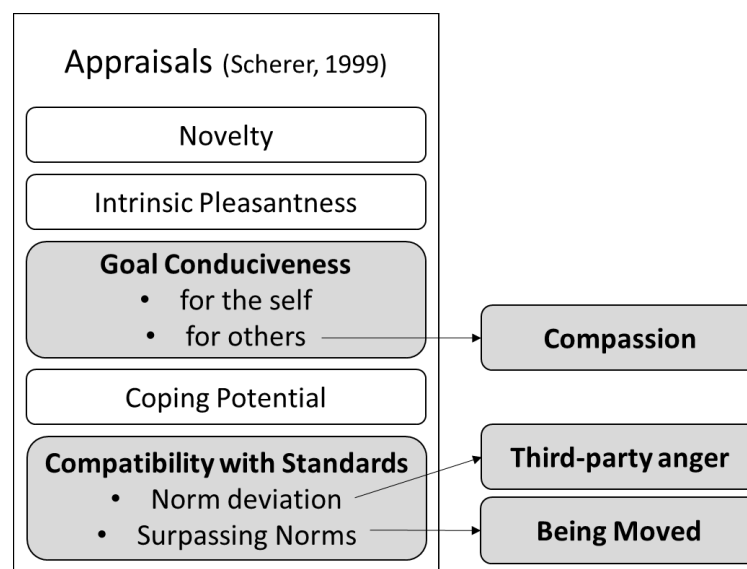 Appraisals (Scherer, 1999)
Novelty
Intrinsic Pleasantness
Goal Conduciveness
• for the self
• for others
Compassion
Coping Potential
Compatibility with Standards
• Norm deviation
• Surpassing Norms
Third-party anger
Being Moved